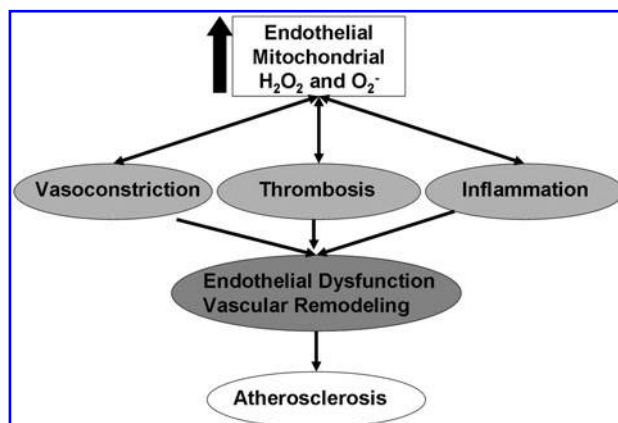 Endothelial
Mitochondrial
H₂O₂ and O₂⁻
Vasoconstriction
Thrombosis
Inflammation
Endothelial Dysfunction
Vascular Remodeling
Atherosclerosis